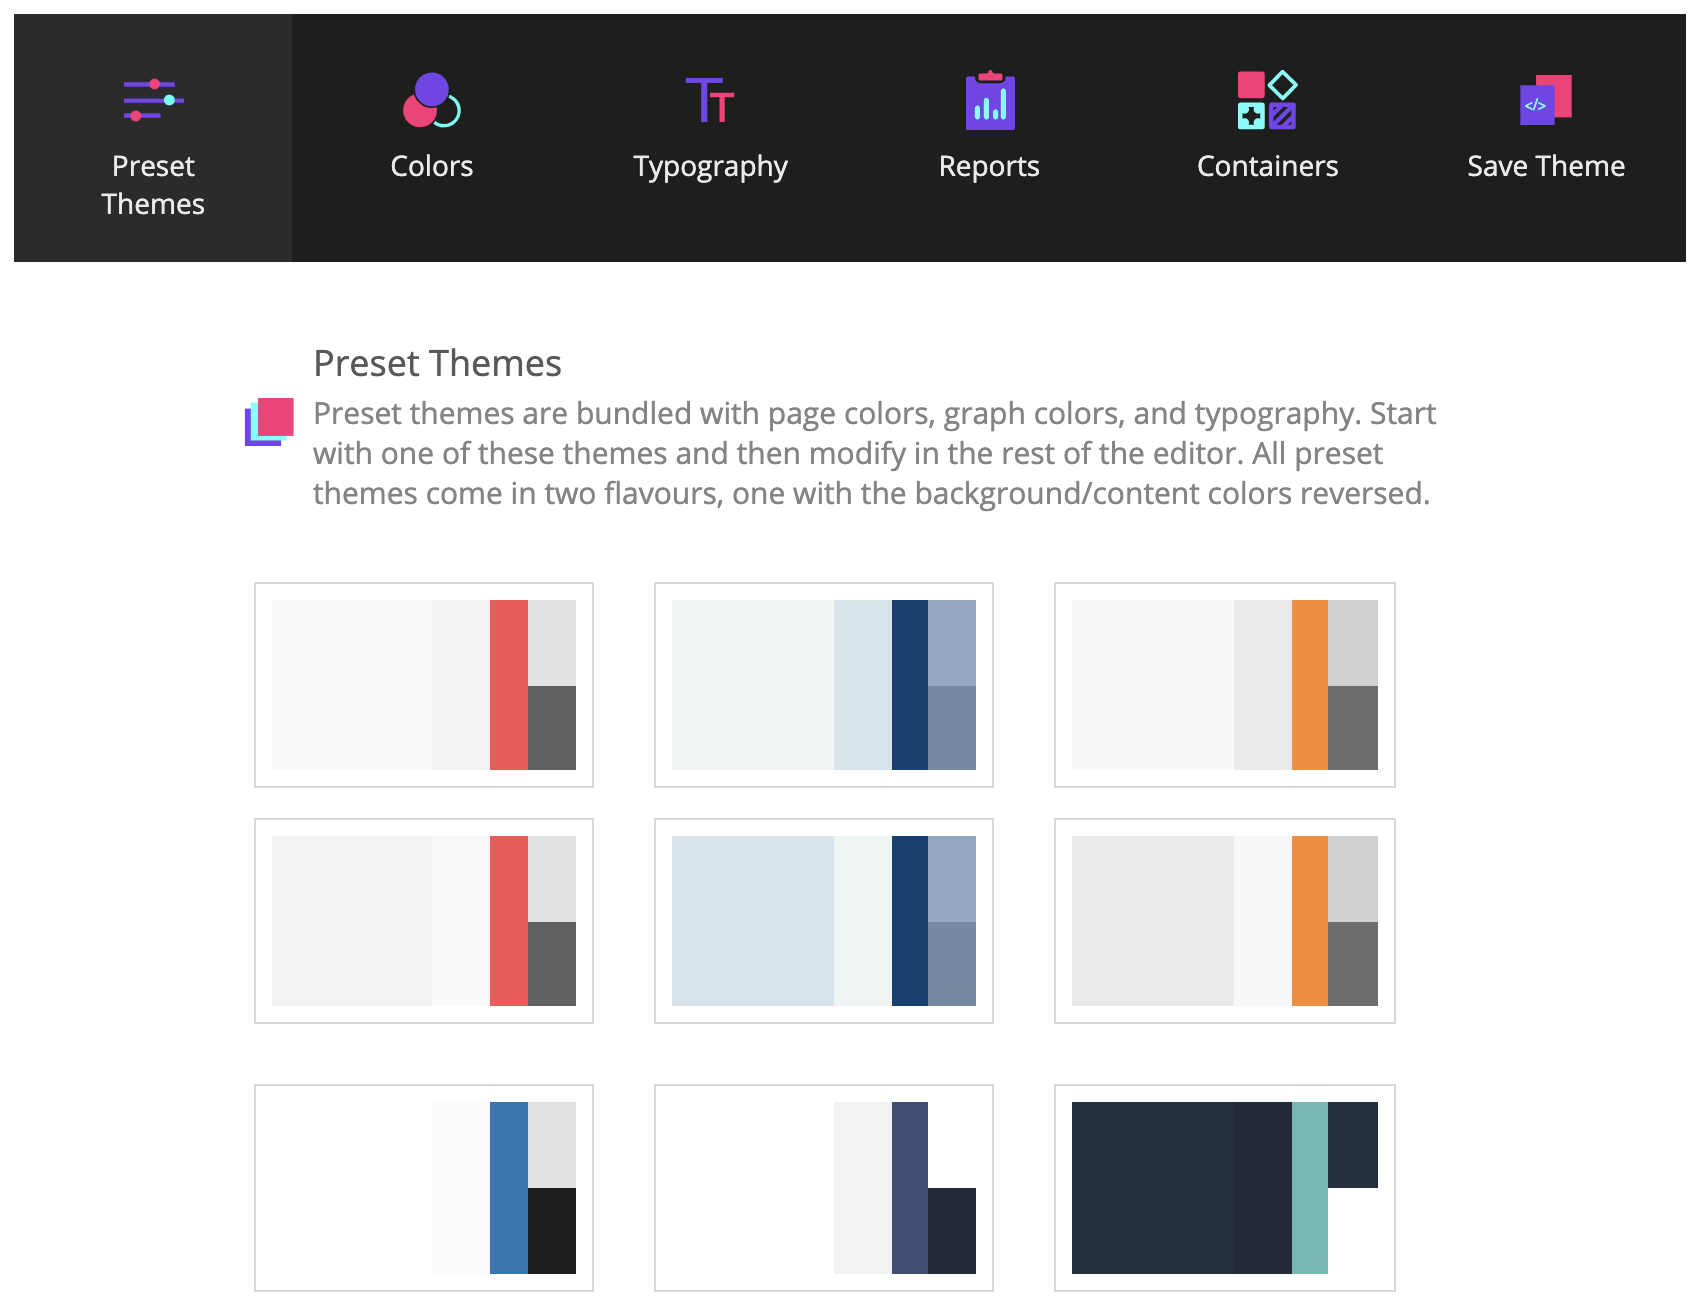 Preset
Themes
Colors
Typography
Reports
Containers
</>
Save Theme
Preset Themes
Preset themes are bundled with page colors, graph colors, and typography. Start
with one of these themes and then modify in the rest of the editor. All preset
themes come in two flavours, one with the background/content colors reversed.